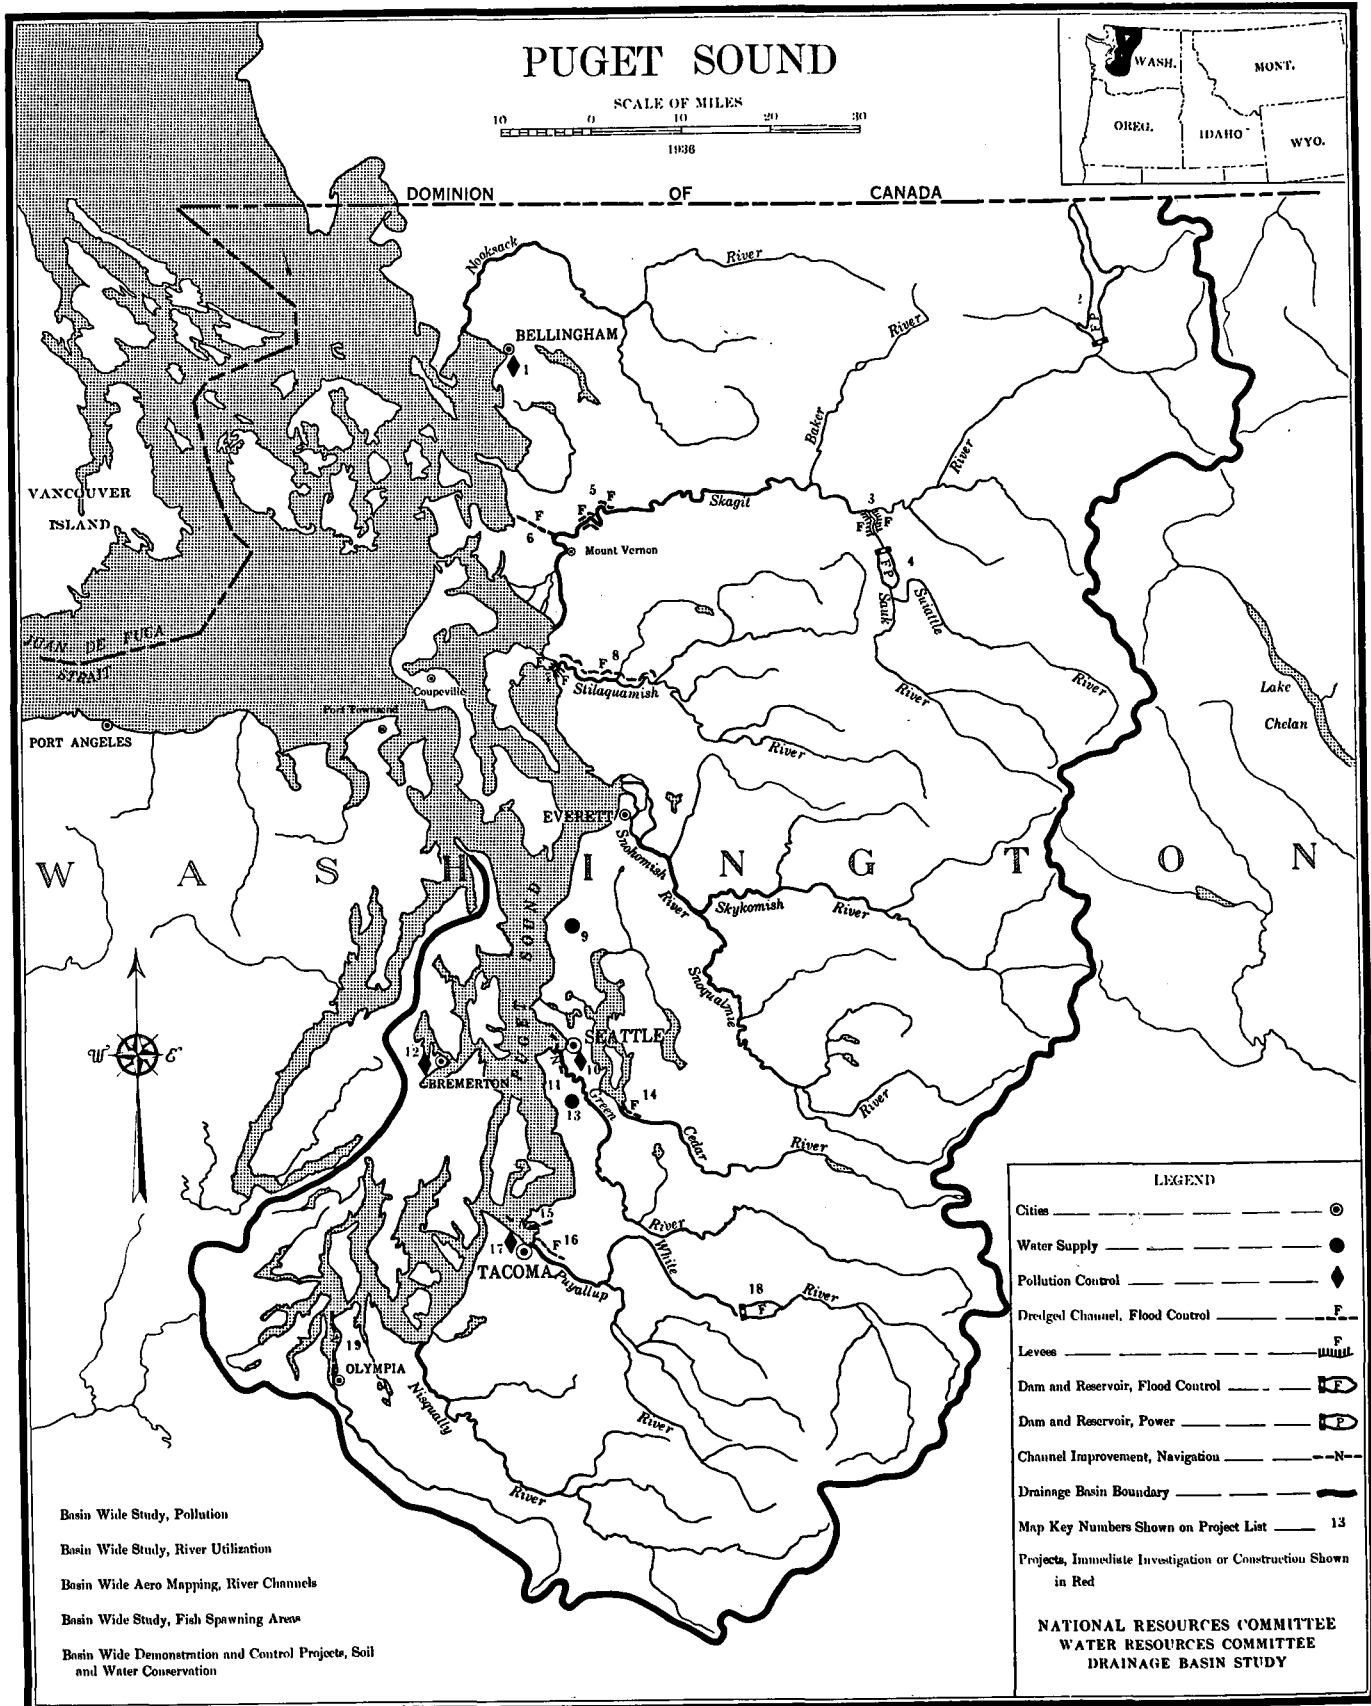 PUGET SOUND
SCALE OF MILES
10 0 10 20 30
1936
WASH.
MONT.
OREG.
IDAHO
WYO.
DOMINION OF CANADA
Nooksack
River
BELLINGHAM
1
2
F P
River
Baker
River
VANCOUVER
ISLAND
5
F
F
F
6
Skagit
3
F
F
Mount Vernon
4
F P
Sauk
Suiattle
JUAN DE FUCA
STRAIT
F
F
F
8
Stilaquamish
River
River
Lake
Chelan
Coupeville
Port Townsend
PORT ANGELES
River
EVERETT
Snohomish
River
W A S H I N G T O N
Skykomish
River
9
PUGET SOUND
Snoqualmie
W
E
SEATTLE
N
10
11
12
BREMERTON
13
Green
F
14
River
Cedar
River
15
N
F
16
17
TACOMA
Puyallup
River
White
18
F
River
19
OLYMPIA
Nisqually
River
River
LEGEND
Cities
Water Supply
Pollution Control
Dredged Channel, Flood Control F
Levees F
Dam and Reservoir, Flood Control F
Dam and Reservoir, Power P
Channel Improvement, Navigation N
Drainage Basin Boundary
Map Key Numbers Shown on Project List 13
Projects, Immediate Investigation or Construction Shown
in Red
NATIONAL RESOURCES COMMITTEE
WATER RESOURCES COMMITTEE
DRAINAGE BASIN STUDY
Basin Wide Study, Pollution
Basin Wide Study, River Utilization
Basin Wide Aero Mapping, River Channels
Basin Wide Study, Fish Spawning Areas
Basin Wide Demonstration and Control Projects, Soil
and Water Conservation